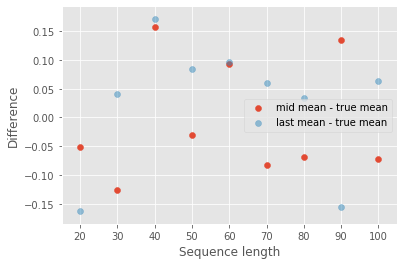 0.15
0.10
0.05
0.00
−0.05
−0.10
−0.15
Difference
mid mean - true mean
last mean - true mean
20 30 40 50 60 70 80 90 100
Sequence length